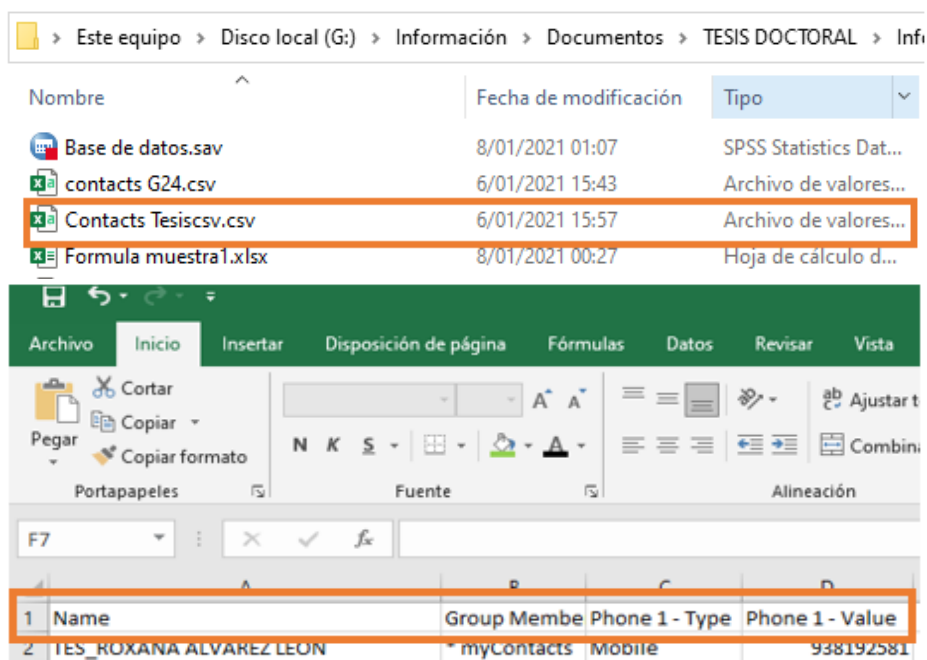 > Este equipo > Disco local (G:) > Información > Documentos > TESIS DOCTORAL > Inf
Nombre Fecha de modificación Tipo
Base de datos.sav 8/01/2021 01:07 SPSS Statistics Dat...
contacts G24.csv 6/01/2021 15:43 Archivo de valores...
Contacts Tesiscsv.csv 6/01/2021 15:57 Archivo de valores...
Formula muestra1.xlsx 8/01/2021 00:27 Hoja de cálculo d...
Archivo Inicio Insertar Disposición de página Fórmulas Datos Revisar Vista
Cortar
Copiar
Copiar formato
Pegar
N K S A A A
ab Ajustar t
Combina
Portapapeles Fuente Alineación
F7 fx
A B C D
1 Name Group Membe Phone 1 - Type Phone 1 - Value
2 TES_ROXANA ALVAREZ LEON * myContacts Mobile 938192581